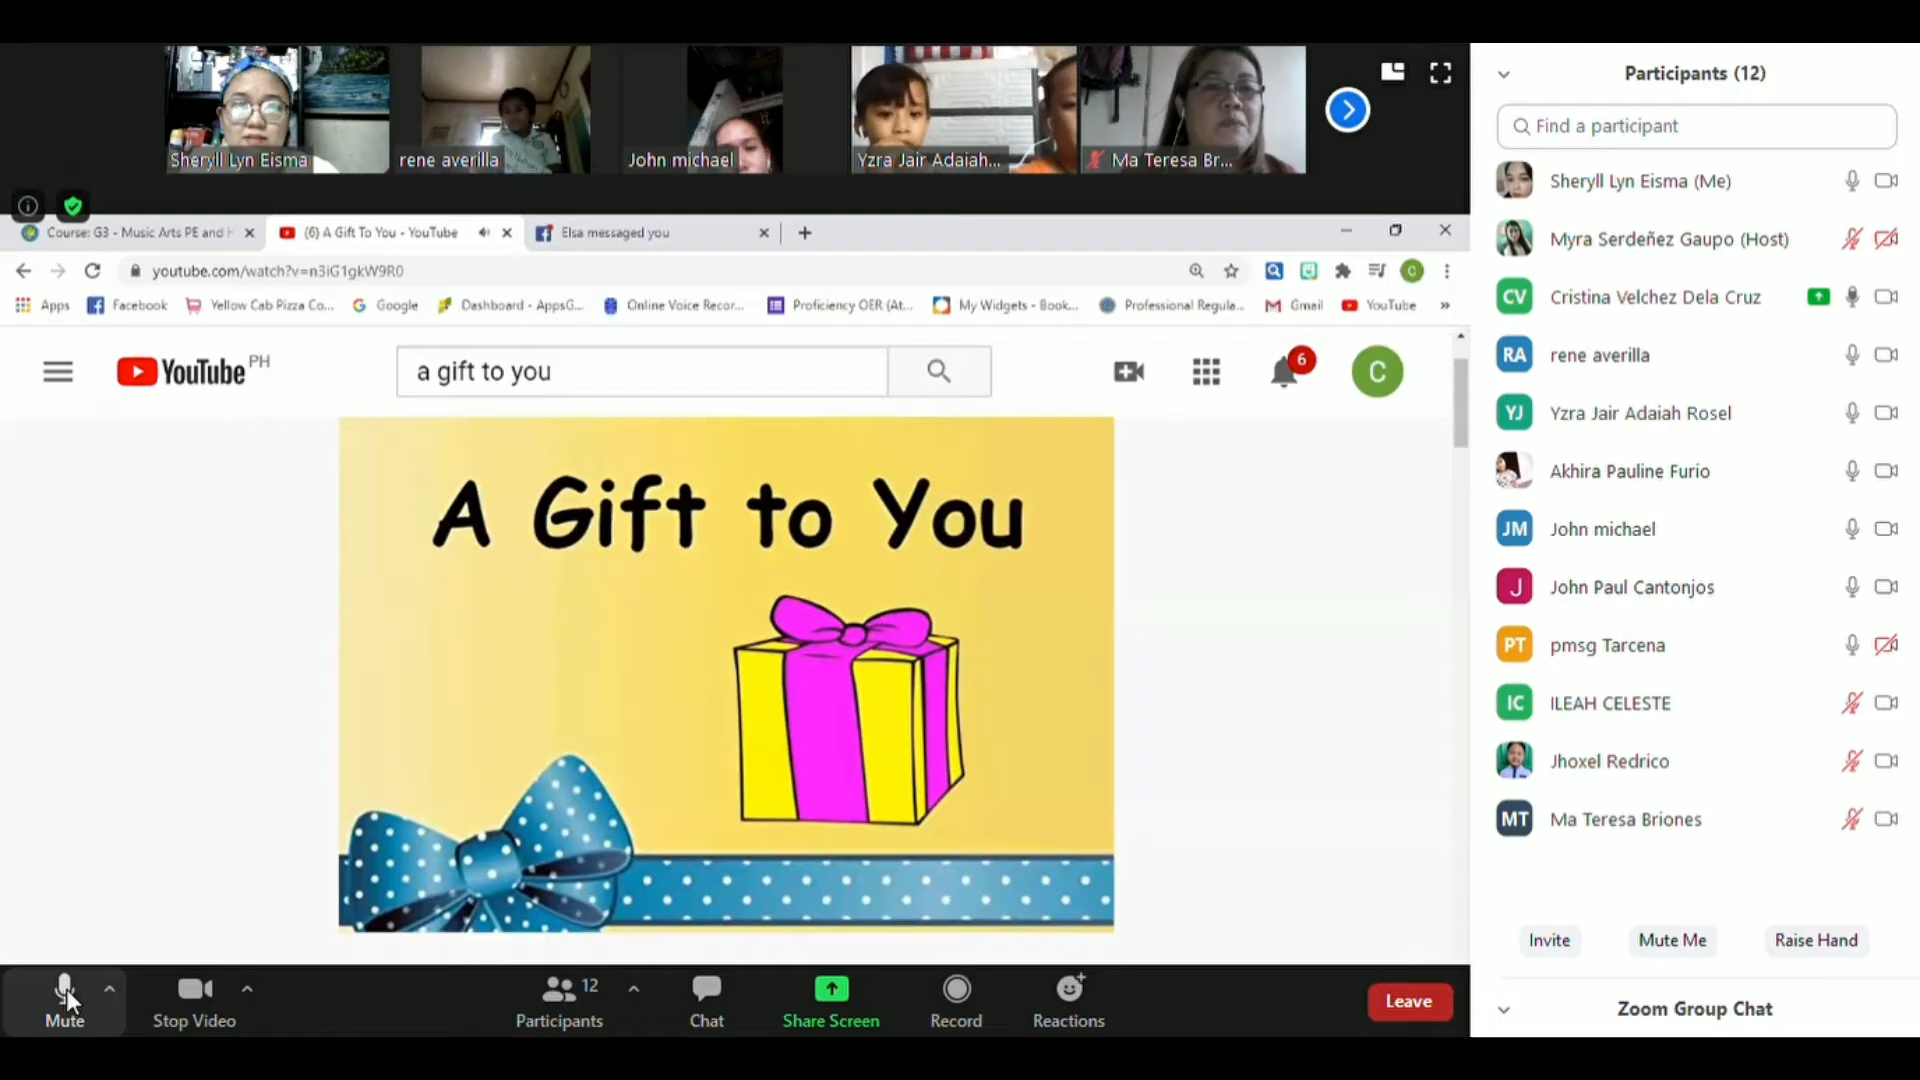 Sheryll Lyn Eisma
rene averilla
John michael
Yzra Jair Adaiah...
Ma Teresa Br...
Course: G3 - Music Arts PE and H
(6) A Gift To You - YouTube
Elsa messaged you
youtube.com/watch?v=n3iG1gkW9R0
C
Apps
Facebook
Yellow Cab Pizza Co...
Google
Dashboard - AppsG...
Online Voice Recor...
Proficiency OER (At...
My Widgets - Book...
Professional Regula...
Gmail
YouTube
»
YouTube PH
a gift to you
6
C
A Gift to You
Mute
Stop Video
12
Participants
Chat
Share Screen
Record
Reactions
Leave
Participants (12)
Find a participant
Sheryll Lyn Eisma (Me)
Myra Serdeñez Gaupo (Host)
CV Cristina Velchez Dela Cruz
RA rene averilla
YJ Yzra Jair Adaiah Rosel
Akhira Pauline Furio
JM John michael
J John Paul Cantonjos
PT pmsg Tarcena
IC ILEAH CELESTE
Jhoxel Redrico
MT Ma Teresa Briones
Invite
Mute Me
Raise Hand
Zoom Group Chat